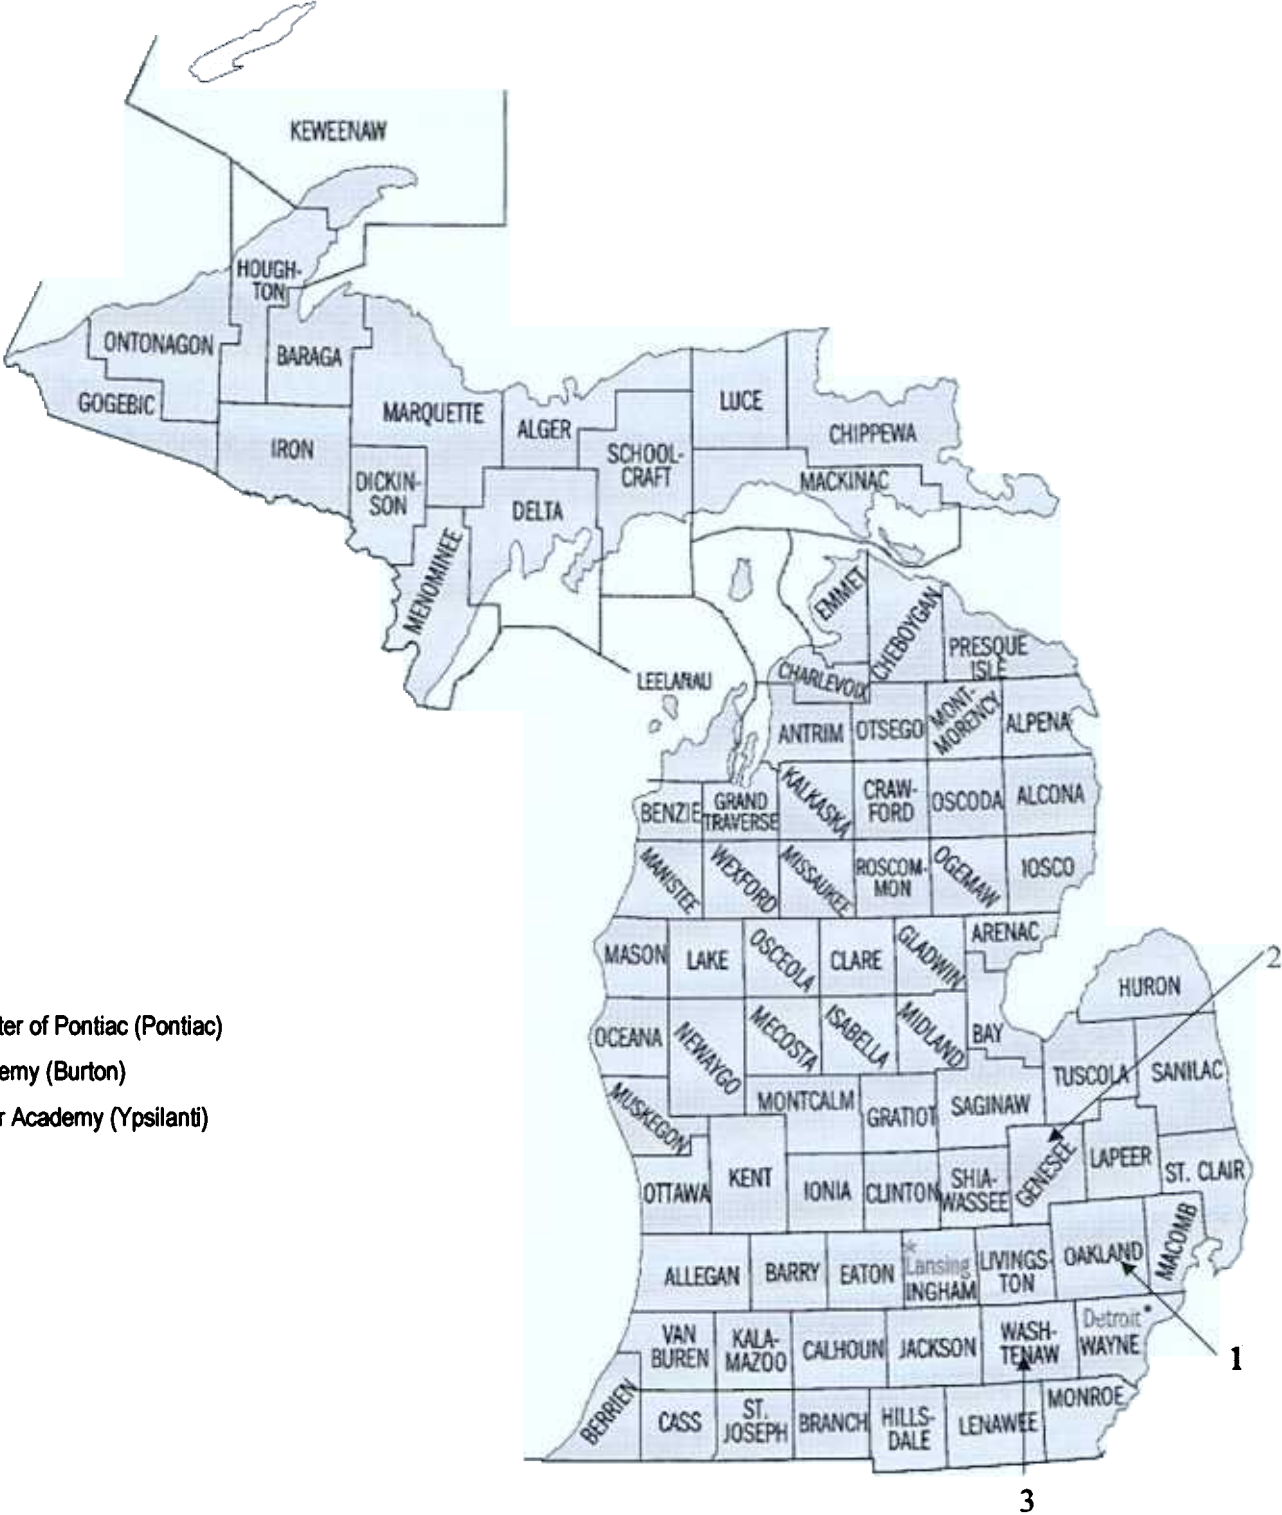 KEWEENAW
HOUGH-
TON
ONTONAGON
BARAGA
GOGEBIC
MARQUETTE
LUCE
ALGER
CHIPPEWA
IRON
SCHOOL-
CRAFT
DICKIN-
SON
MACKINAC
DELTA
MENOMINEE
EMMET
CHEBOYGAN
PRESQUE
ISLE
CHARLEVOIX
LEELANAU
ANTRIM
OTSEGO
MONT-
MORENCY
ALPENA
BENZIE
GRAND
TRAVERSE
KALKASKA
CRAW-
FORD
OSCODA
ALCONA
MANISTEE
WEXFORD
MISSAUKEE
ROSCOM-
MON
OGEMAW
IOSCO
ARENAC
MASON
LAKE
OSCEOLA
CLARE
GLADWIN
2
HURON
ter of Pontiac (Pontiac)
emy (Burton)
r Academy (Ypsilanti)
OCEANA
NEWAYGO
MECOSTA
ISABELLA
MIDLAND
BAY
TUSCOLA
SANILAC
MUSKEGON
MONTCALM
GRATIOT
SAGINAW
GENESEE
LAPEER
ST. CLAIR
OTTAWA
KENT
IONIA
CLINTON
SHIA-
WASSEE
ALLEGAN
BARRY
EATON
*
Lansing
INGHAM
LIVINGS-
TON
OAKLAND
MACOMB
VAN
BUREN
KALA-
MAZOO
CALHOUN
JACKSON
WASH-
TENAW
Detroit*
WAYNE
1
BERRIEN
CASS
ST.
JOSEPH
BRANCH
HILLS-
DALE
LENAWEE
MONROE
3